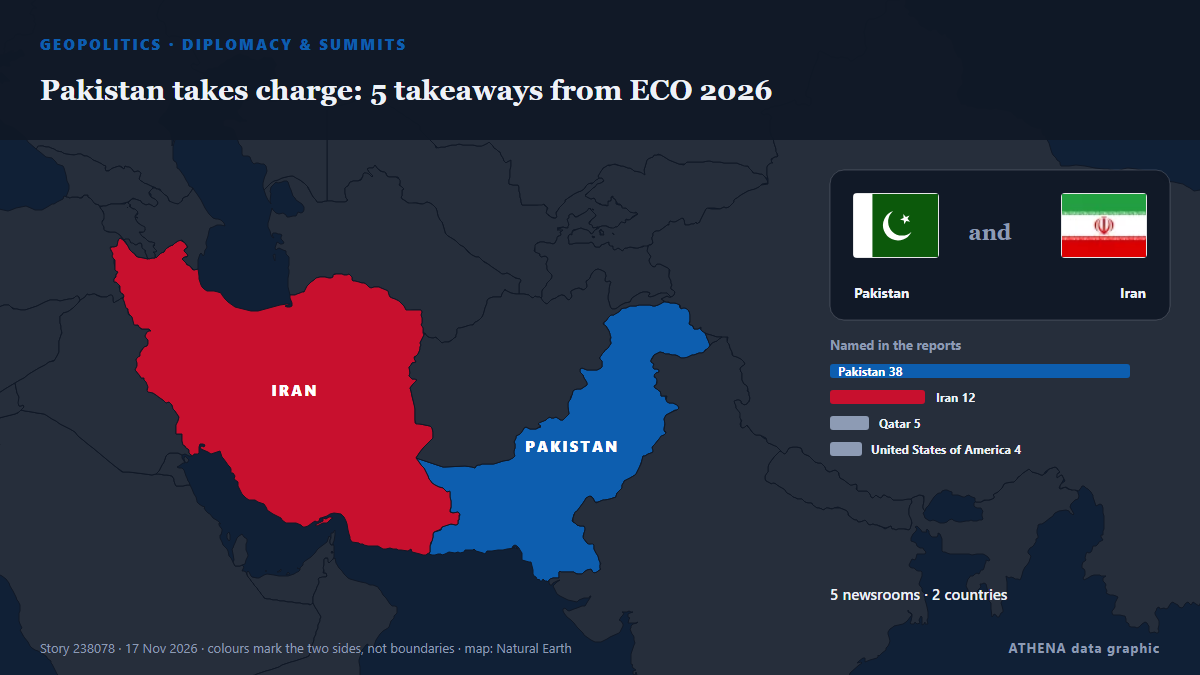 GEOPOLITICS · DIPLOMACY & SUMMITS
Pakistan takes charge: 5 takeaways from ECO 2026
and
Pakistan
Iran
Named in the reports
Pakistan 38
Iran 12
Qatar 5
United States of America 4
IRAN
PAKISTAN
5 newsrooms · 2 countries
Story 238078 · 17 Nov 2026 · colours mark the two sides, not boundaries · map: Natural Earth
ATHENA data graphic